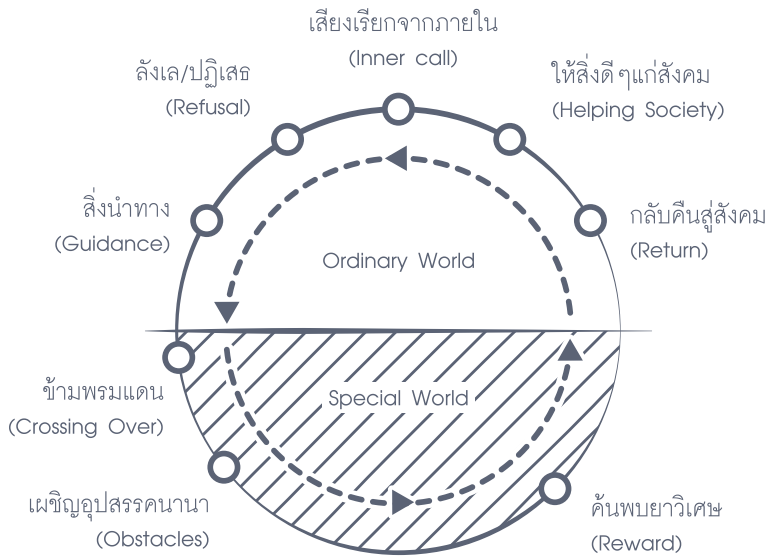 เสียงเรียกจากภายใน
(Inner call)
ลังเล/ปฏิเสธ
(Refusal)
ให้สิ่งดีๆแก่สังคม
(Helping Society)
สิ่งนำทาง
(Guidance)
กลับคืนสู่สังคม
(Return)
Ordinary World
Special World
ข้ามพรมแดน
(Crossing Over)
เผชิญอุปสรรคนานา
(Obstacles)
ค้นพบยาวิเศษ
(Reward)